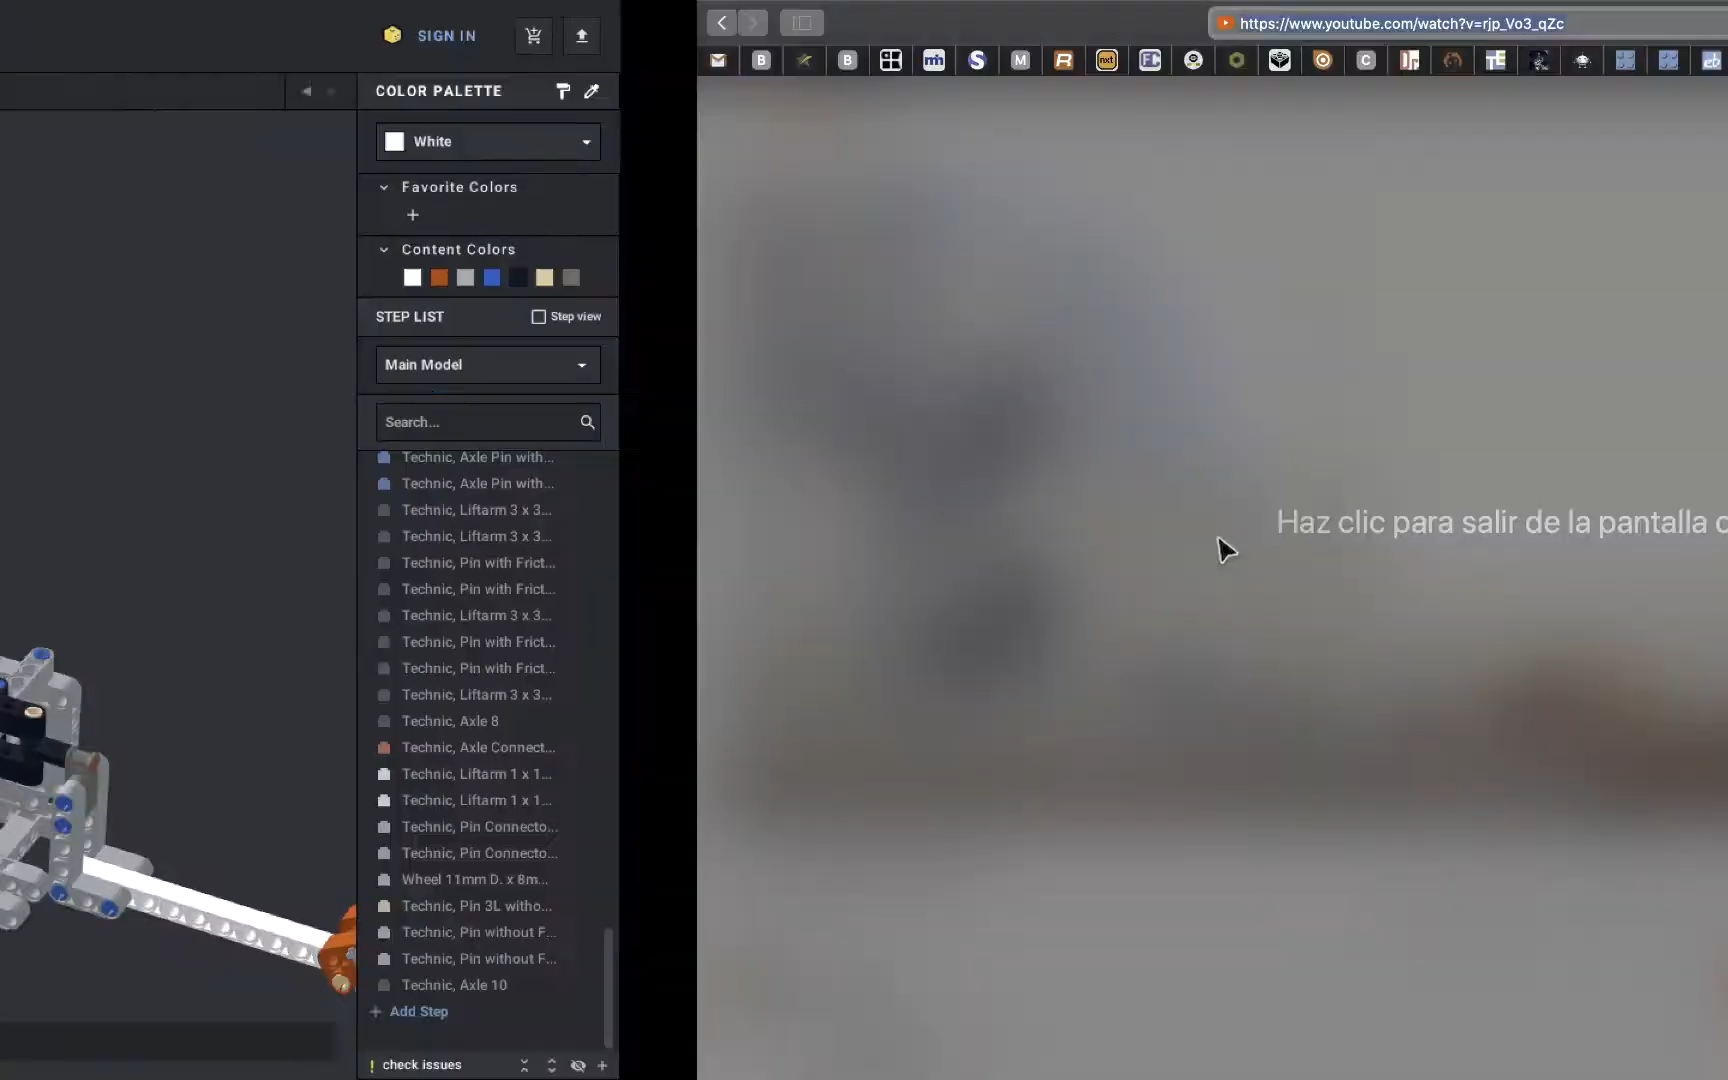 SIGN IN
COLOR PALETTE
White
Favorite Colors
Content Colors
STEP LIST
Step view
Main Model
Search...
Technic, Axle Pin with...
Technic, Axle Pin with...
Technic, Liftarm 3 x 3...
Technic, Liftarm 3 x 3...
Technic, Pin with Frict...
Technic, Pin with Frict...
Technic, Liftarm 3 x 3...
Technic, Pin with Frict...
Technic, Pin with Frict...
Technic, Liftarm 3 x 3...
Technic, Axle 8
Technic, Axle Connect...
Technic, Liftarm 1 x 1...
Technic, Liftarm 1 x 1...
Technic, Pin Connecto...
Technic, Pin Connecto...
Wheel 11mm D. x 8m...
Technic, Pin 3L witho...
Technic, Pin without F...
Technic, Pin without F...
Technic, Axle 10
Add Step
check issues
https://www.youtube.com/watch?v=rjp_Vo3_qZc
B
B
S
M
R
nxt
C
Haz clic para salir de la pantalla